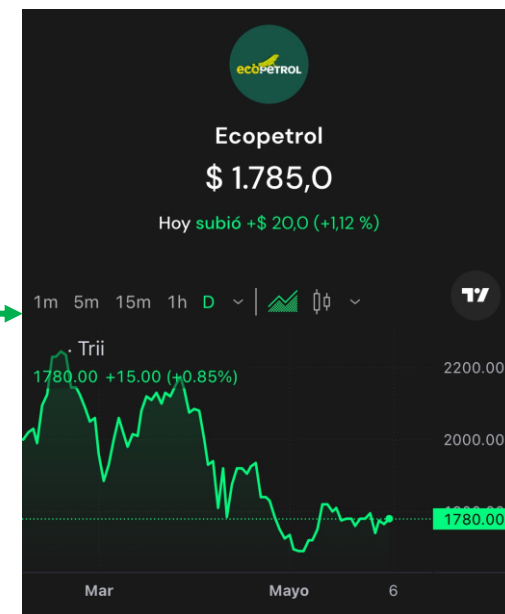 ecopetrol
Ecopetrol
$ 1.785,0
Hoy subió +$ 20,0 (+1,12 %)
1m 5m 15m 1h D
· Trii
1780.00 +15.00 (+0.85%)
2200.00
2000.00
1780.00
Mar Mayo 6